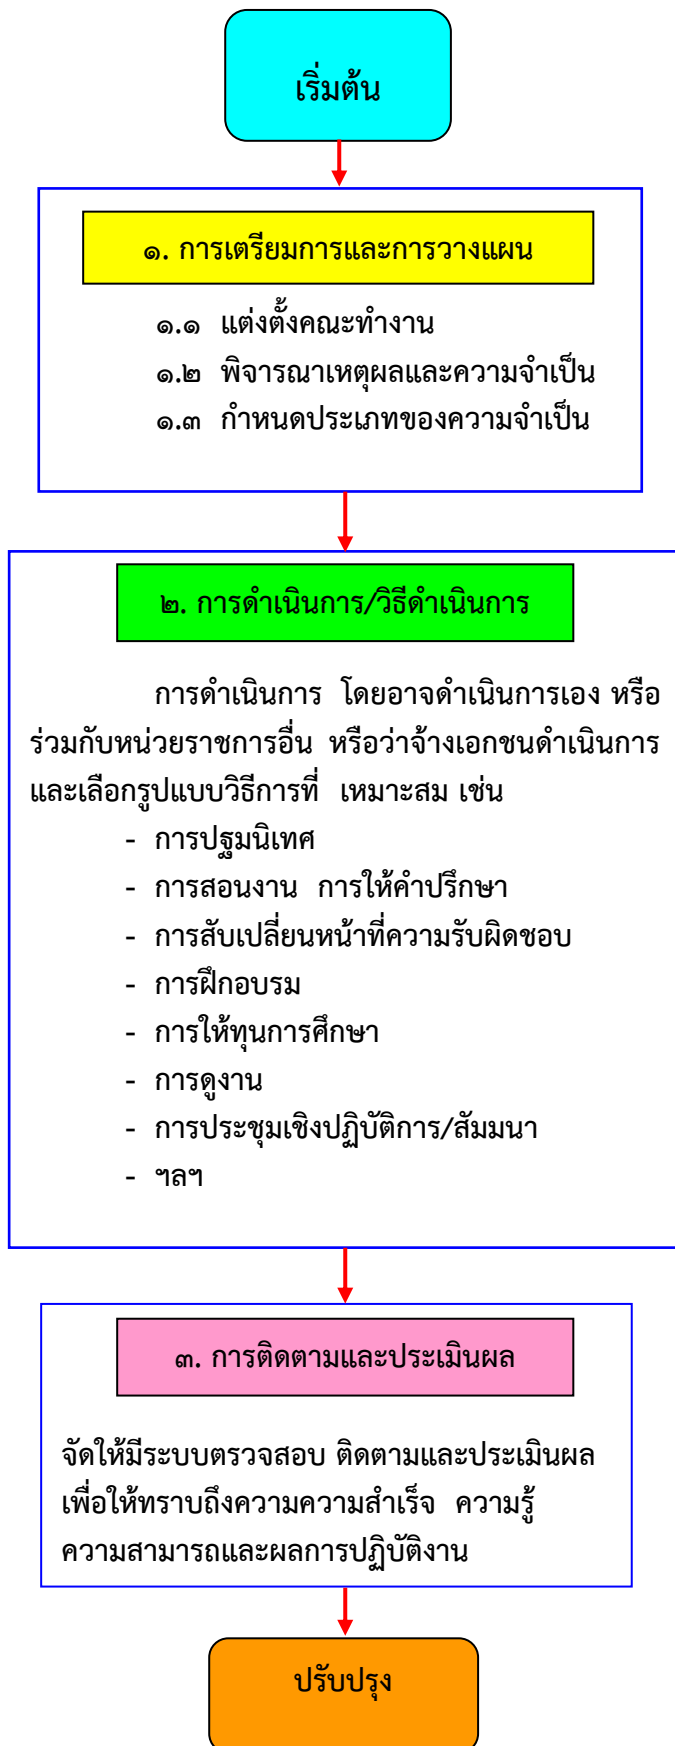 เริ่มต้น
๑. การเตรียมการและการวางแผน
๑.๑ แต่งตั้งคณะทำงาน
๑.๒ พิจารณาเหตุผลและความจำเป็น
๑.๓ กำหนดประเภทของความจำเป็น
๒. การดำเนินการ/วิธีดำเนินการ
การดำเนินการ โดยอาจดำเนินการเอง หรือ
ร่วมกับหน่วยราชการอื่น หรือว่าจ้างเอกชนดำเนินการ
และเลือกรูปแบบวิธีการที่ เหมาะสม เช่น
- การปฐมนิเทศ
- การสอนงาน การให้คำปรึกษา
- การสับเปลี่ยนหน้าที่ความรับผิดชอบ
- การฝึกอบรม
- การให้ทุนการศึกษา
- การดูงาน
- การประชุมเชิงปฏิบัติการ/สัมมนา
- ฯลฯ
๓. การติดตามและประเมินผล
จัดให้มีระบบตรวจสอบ ติดตามและประเมินผล
เพื่อให้ทราบถึงความความสำเร็จ ความรู้
ความสามารถและผลการปฏิบัติงาน
ปรับปรุง